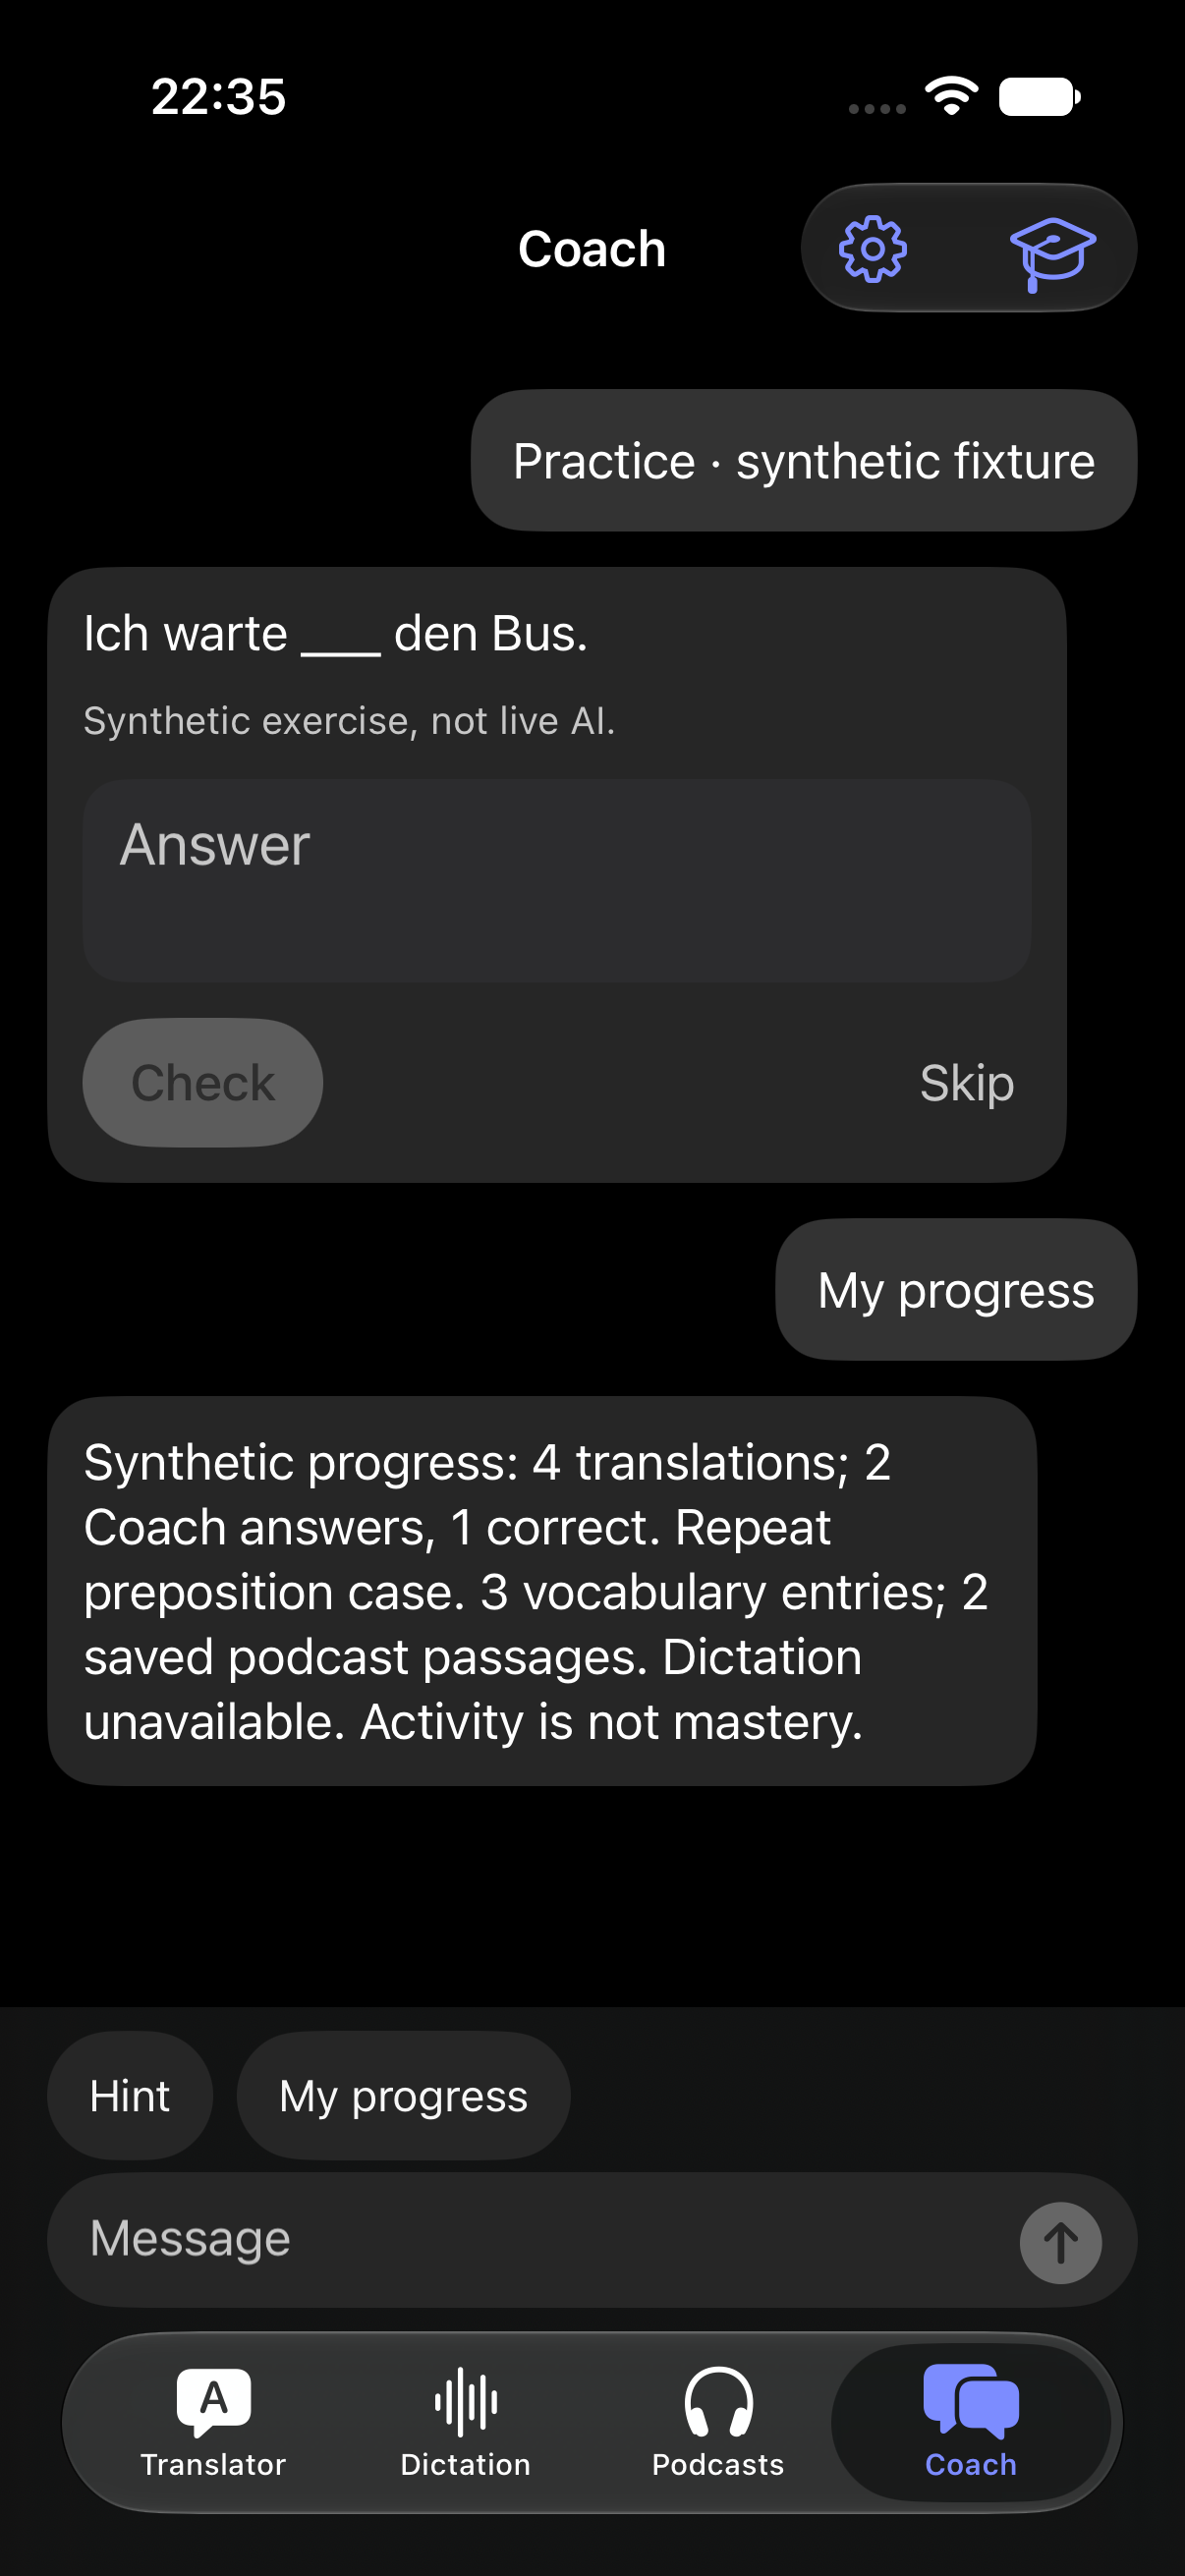 22:35
Coach
Practice · synthetic fixture
Ich warte ____ den Bus.
Synthetic exercise, not live AI.
Answer
Check
Skip
My progress
Synthetic progress: 4 translations; 2
Coach answers, 1 correct. Repeat
preposition case. 3 vocabulary entries; 2
saved podcast passages. Dictation
unavailable. Activity is not mastery.
Hint
My progress
Message
A
Translator
Dictation
Podcasts
Coach